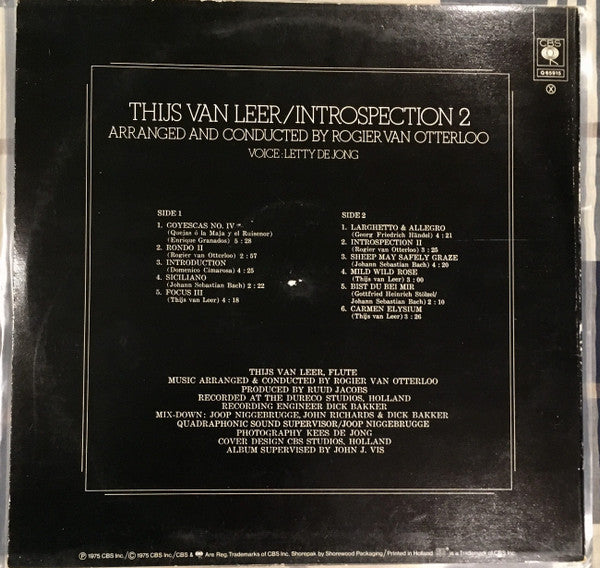 CBS
Q 65915
X
THIJS VAN LEER/INTROSPECTION 2
ARRANGED AND CONDUCTED BY ROGIER VAN OTTERLOO
VOICE: LETTY DE JONG
SIDE 1
1. GOYESCAS NO. IV
(Quejas ó la Maja y el Ruisenor)
(Enrique Granados) 5 : 28
2. RONDO II
(Rogier van Otterloo) 2 : 57
3. INTRODUCTION
(Domenico Cimarosa) 4 : 25
4. SICILIANO
(Johann Sebastian Bach) 2 : 22
5. FOCUS III
(Thijs van Leer) 4 : 18
SIDE 2
1. LARGHETTO & ALLEGRO
(Georg Friedrich Händel) 4 : 21
2. INTROSPECTION II
(Rogier van Otterloo) 3 : 25
3. SHEEP MAY SAFELY GRAZE
(Johann Sebastian Bach) 4 : 20
4. MILD WILD ROSE
(Thijs van Leer) 3 : 00
5. BIST DU BEI MIR
(Gottfried Heinrich Stölzel/
Johann Sebastian Bach) 2 : 10
6. CARMEN ELYSIUM
(Thijs van Leer) 3 : 26
THIJS VAN LEER, FLUTE
MUSIC ARRANGED & CONDUCTED BY ROGIER VAN OTTERLOO
PRODUCED BY RUUD JACOBS
RECORDED AT THE DURECO STUDIOS, HOLLAND
RECORDING ENGINEER DICK BAKKER
MIX-DOWN: JOOP NIGGEBRUGGE, JOHN RICHARDS & DICK BAKKER
QUADRAPHONIC SOUND SUPERVISOR/JOOP NIGGEBRUGGE
PHOTOGRAPHY KEES DE JONG
COVER DESIGN CBS STUDIOS, HOLLAND
ALBUM SUPERVISED BY JOHN J. VIS
Ⓟ 1975 CBS Inc./Ⓒ 1975 CBS Inc./CBS & Are Reg. Trademarks of CBS Inc. Shorepak by Shorewood Packaging/Printed in Holland is a Trademark of CBS Inc.